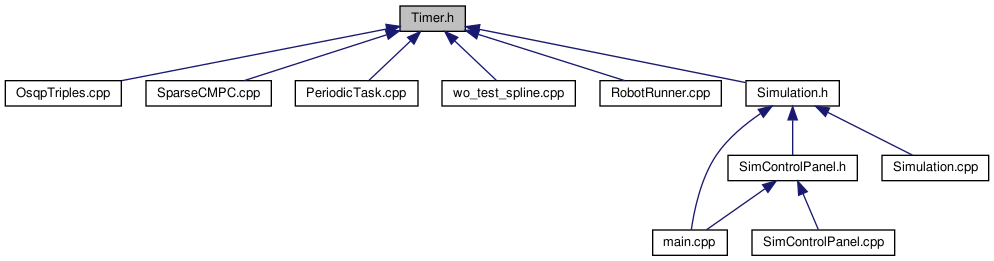 Timer.h
OsqpTriples.cpp
SparseCMPC.cpp
PeriodicTask.cpp
wo_test_spline.cpp
RobotRunner.cpp
Simulation.h
SimControlPanel.h
Simulation.cpp
main.cpp
SimControlPanel.cpp